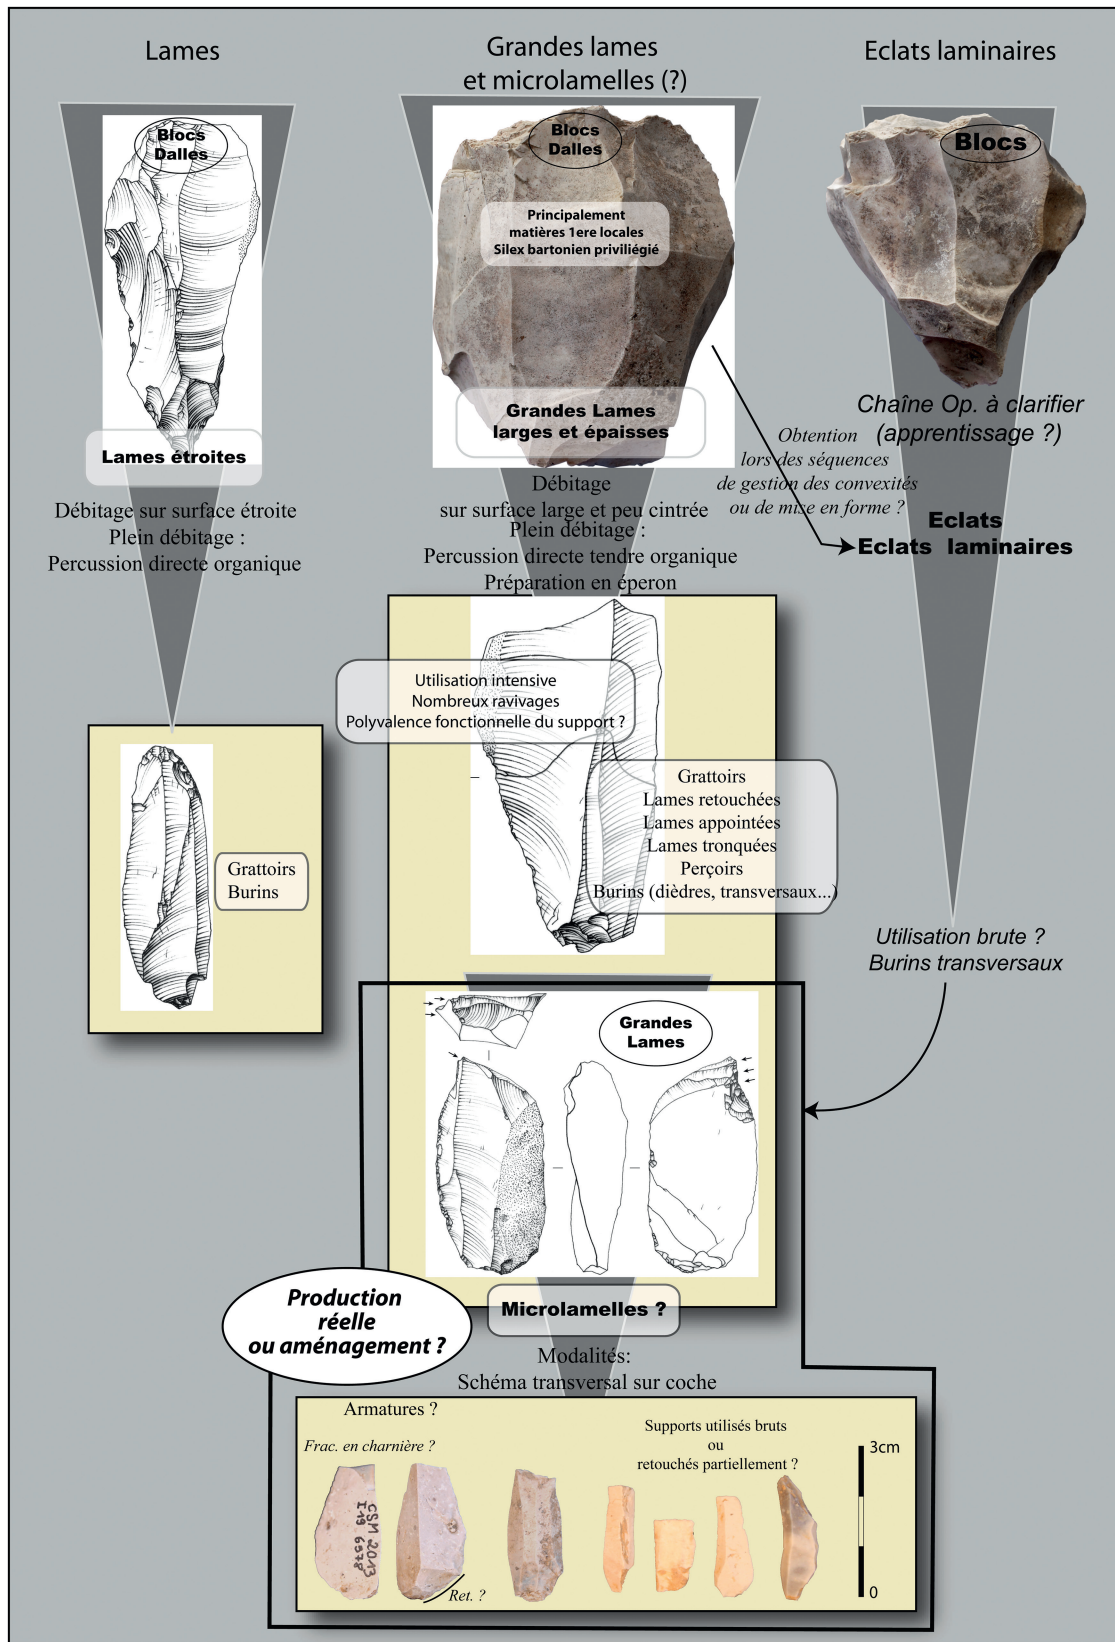 Lames
Grandes lames
et microlamelles (?)
Eclats laminaires
Blocs
Dalles
Lames étroites
Débitage sur surface étroite
Plein débitage :
Percussion directe organique
Grattoirs
Burins
Blocs
Dalles
Principalement
matières 1ere locales
Silex bartonien priviliégié
Grandes Lames
larges et épaisses
Débitage
sur surface large et peu cintrée
Plein débitage :
Percussion directe tendre organique
Préparation en éperon
Utilisation intensive
Nombreux ravivages
Polyvalence fonctionnelle du support ?
Grattoirs
Lames retouchées
Lames appointées
Lames tronquées
Perçoirs
Burins (dièdres, transversaux...)
Blocs
Chaîne Op. à clarifier
(apprentissage ?)
Obtention
lors des séquences
de gestion des convexités
ou de mise en forme ?
Eclats
Eclats laminaires
Utilisation brute ?
Burins transversaux
Grandes
Lames
Production
réelle
ou aménagement ?
Microlamelles ?
Modalités:
Schéma transversal sur coche
Armatures ?
Frac. en charnière ?
Supports utilisés bruts
ou
retouchés partiellement ?
CSM 2013
I19
6578
Ret. ?
3cm
0